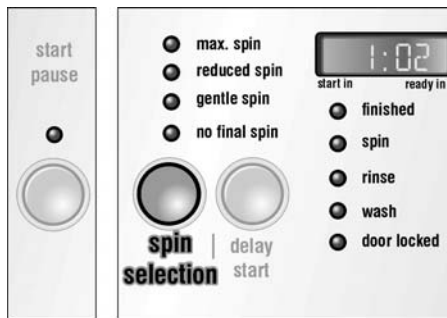 start
pause
max. spin
reduced spin
gentle spin
no final spin
spin
selection
delay
start
1:02
start in ready in
finished
spin
rinse
wash
door locked